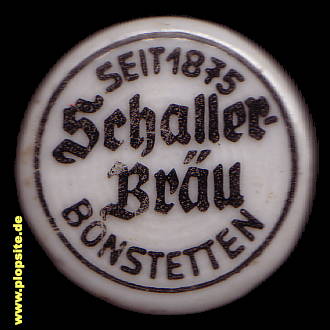 SEIT 1875
Schaller-
Bräu
BONSTETTEN
www.plopsite.de